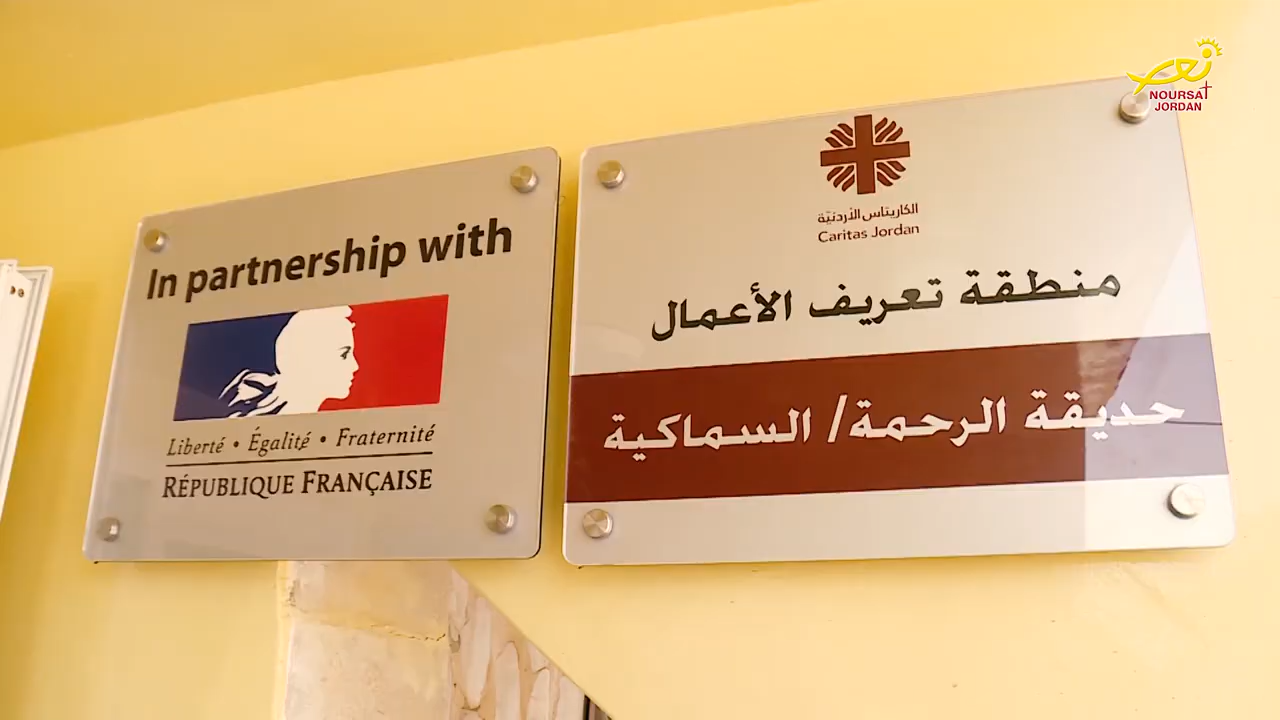 In partnership with
Liberté • Égalité • Fraternité
RÉPUBLIQUE FRANÇAISE
الكاريتاس الأردنيّة
Caritas Jordan
منطقة تعريف الأعمال
حديقة الرحمة/ السماكية
NOURSAT
JORDAN